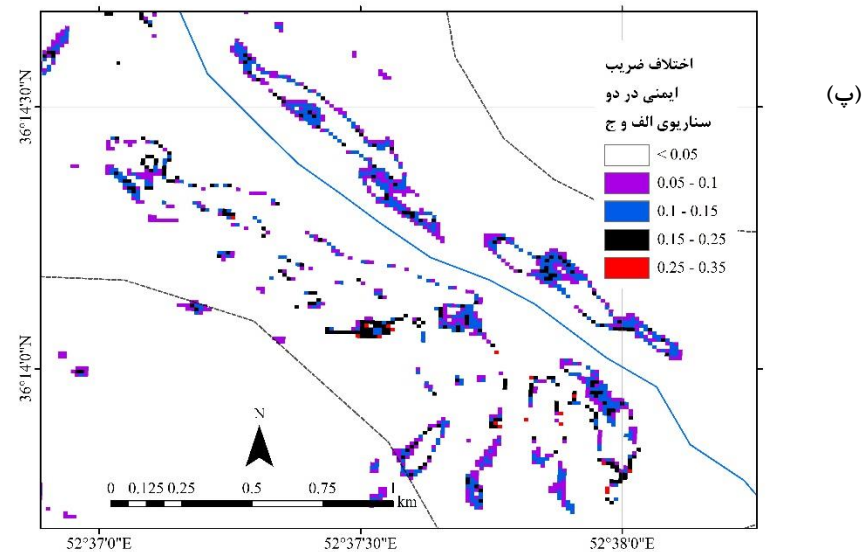 (پ)
36°14'30"N
36°14'0"N
اختلاف ضریب
ایمنی در دو
سناریوی الف و ج
< 0.05
0.05 - 0.1
0.1 - 0.15
0.15 - 0.25
0.25 - 0.35
N
0 0.125 0.25 0.5 0.75 1
km
52°37'0"E 52°37'30"E 52°38'0"E